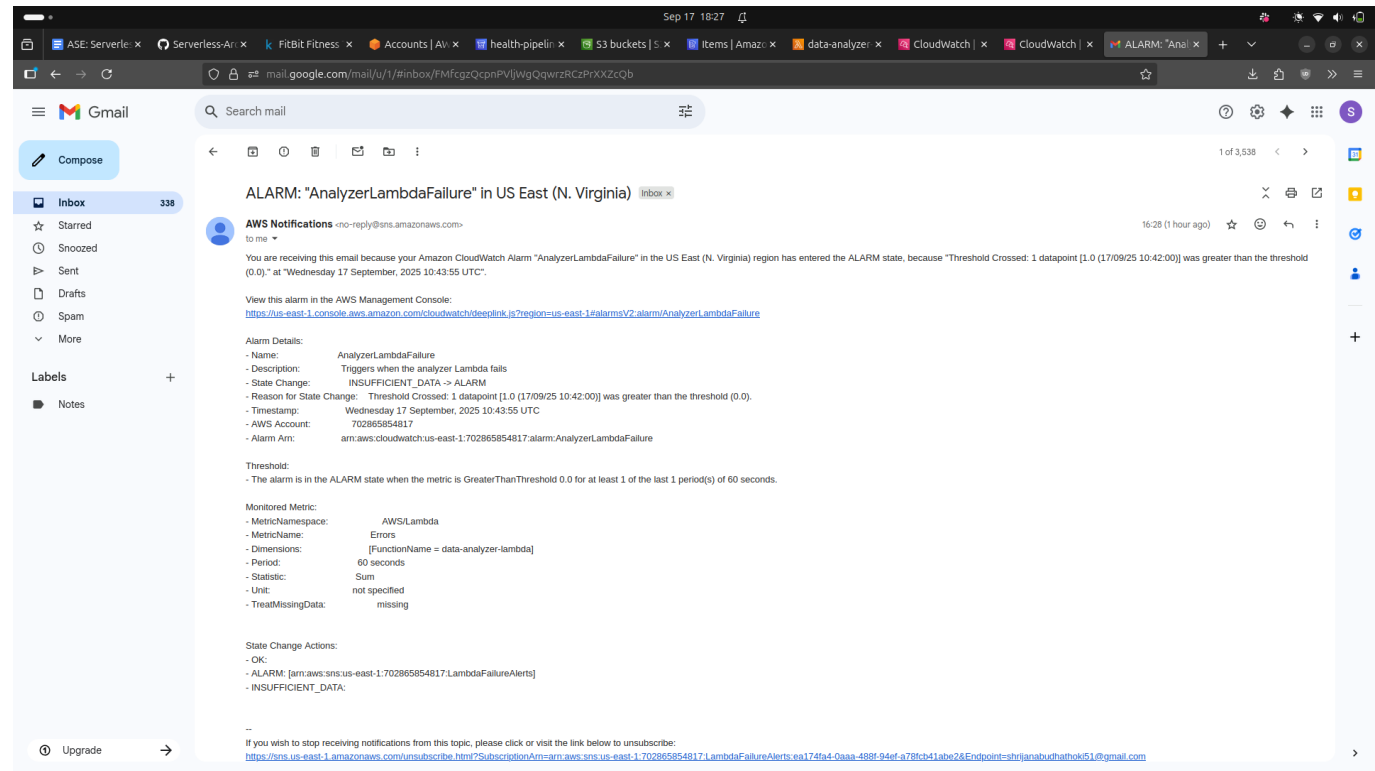 Sep 17 18:27
ASE: Serverles
Serverless-Arc
FitBit Fitness
Accounts | AW
health-pipelin
S3 buckets | S
Items | Amazo
data-analyzer-
CloudWatch |
CloudWatch |
ALARM: "Anal
mail.google.com/mail/u/1/#inbox/FMfcgzQcpnPVljWgQqwrzRCzPrXXZcQb
Gmail
Search mail
S
Compose
1 of 3,538
Inbox 338
Starred
Snoozed
Sent
Drafts
Spam
More
Labels
Notes
Upgrade
ALARM: "AnalyzerLambdaFailure" in US East (N. Virginia) Inbox x
AWS Notifications <no-reply@sns.amazonaws.com> 16:28 (1 hour ago)
to me
You are receiving this email because your Amazon CloudWatch Alarm "AnalyzerLambdaFailure" in the US East (N. Virginia) region has entered the ALARM state, because "Threshold Crossed: 1 datapoint [1.0 (17/09/25 10:42:00)] was greater than the threshold
(0.0)." at "Wednesday 17 September, 2025 10:43:55 UTC".
View this alarm in the AWS Management Console:
https://us-east-1.console.aws.amazon.com/cloudwatch/deeplink.js?region=us-east-1#alarmsV2:alarm/AnalyzerLambdaFailure
Alarm Details:
- Name: AnalyzerLambdaFailure
- Description: Triggers when the analyzer Lambda fails
- State Change: INSUFFICIENT_DATA -> ALARM
- Reason for State Change: Threshold Crossed: 1 datapoint [1.0 (17/09/25 10:42:00)] was greater than the threshold (0.0).
- Timestamp: Wednesday 17 September, 2025 10:43:55 UTC
- AWS Account: 702865854817
- Alarm Arn: arn:aws:cloudwatch:us-east-1:702865854817:alarm:AnalyzerLambdaFailure
Threshold:
- The alarm is in the ALARM state when the metric is GreaterThanThreshold 0.0 for at least 1 of the last 1 period(s) of 60 seconds.
Monitored Metric:
- MetricNamespace: AWS/Lambda
- MetricName: Errors
- Dimensions: [FunctionName = data-analyzer-lambda]
- Period: 60 seconds
- Statistic: Sum
- Unit: not specified
- TreatMissingData: missing
State Change Actions:
- OK:
- ALARM: [arn:aws:sns:us-east-1:702865854817:LambdaFailureAlerts]
- INSUFFICIENT_DATA:
--
If you wish to stop receiving notifications from this topic, please click or visit the link below to unsubscribe:
https://sns.us-east-1.amazonaws.com/unsubscribe.html?SubscriptionArn=arn:aws:sns:us-east-1:702865854817:LambdaFailureAlerts:ea174fa4-0aaa-488f-94ef-a78fcb41abe2&Endpoint=shrijanabudhathoki51@gmail.com